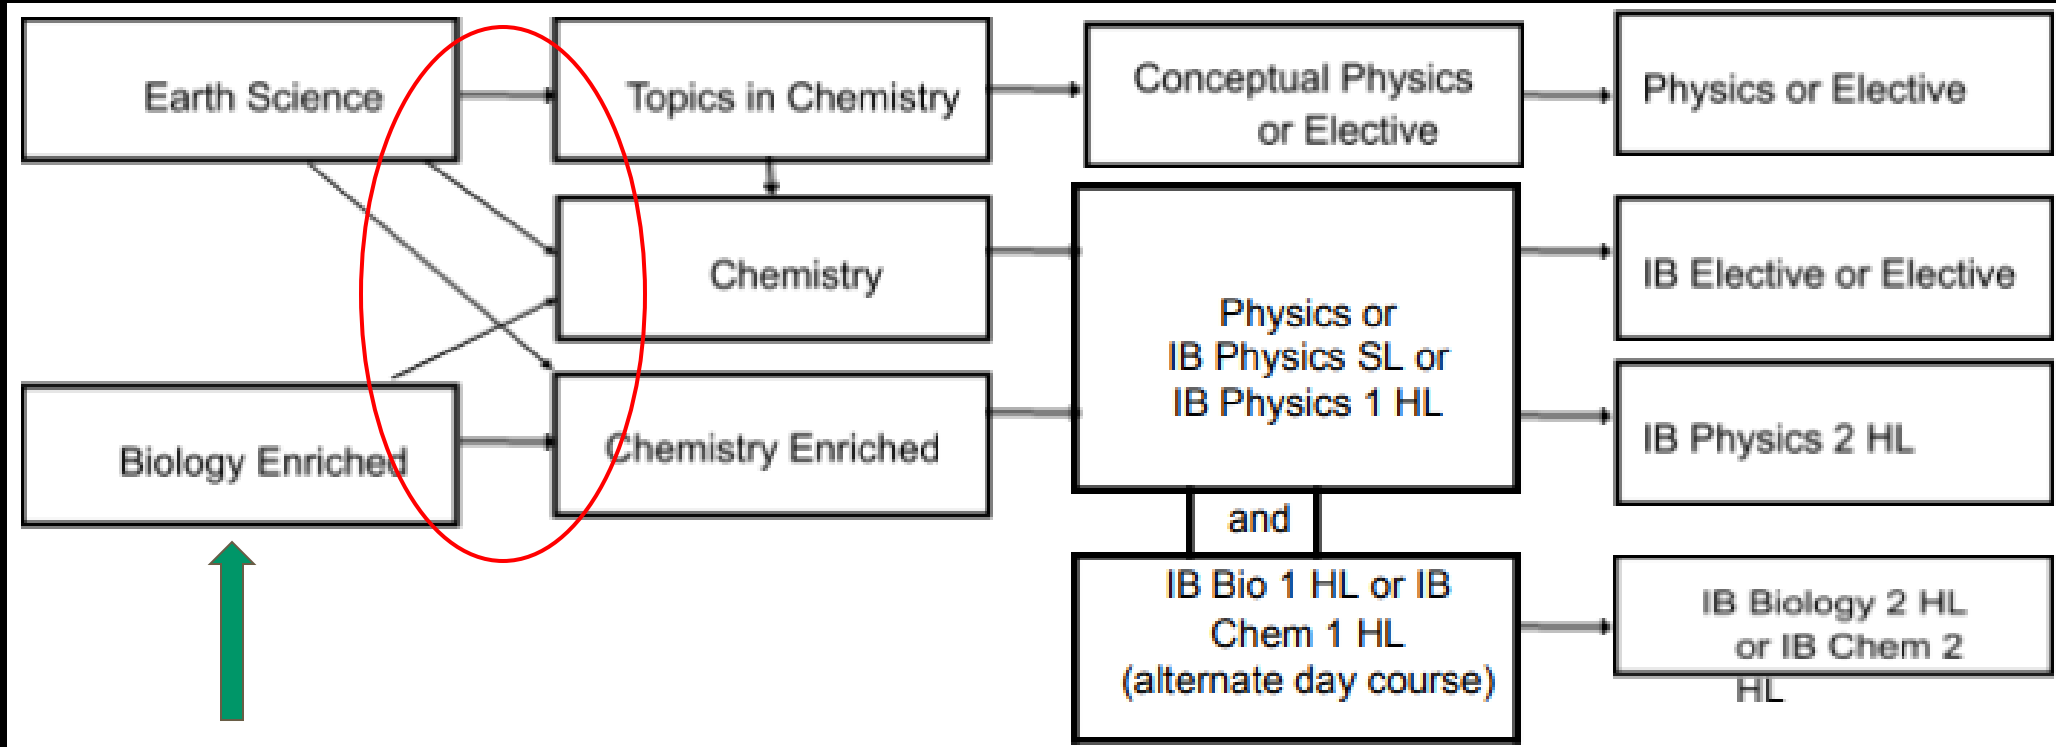 Earth Science
Topics in Chemistry
Conceptual Physics
or Elective
Physics or Elective
Chemistry
Physics or
IB Physics SL or
IB Physics 1 HL
IB Elective or Elective
Biology Enriched
Chemistry Enriched
IB Physics 2 HL
and
IB Bio 1 HL or IB
Chem 1 HL
(alternate day course)
IB Biology 2 HL
or IB Chem 2
HL